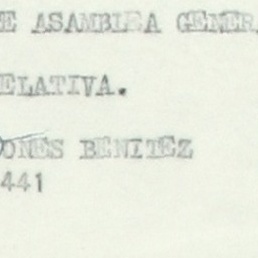 E ASAMBLEA GENERA
ELATIVA.
ONES BENITEZ
441